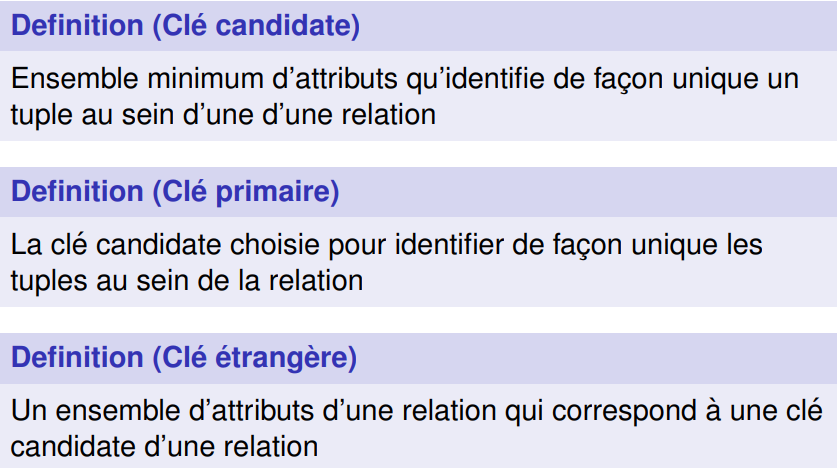 Definition (Clé candidate)
Ensemble minimum d'attributs qu'identifie de façon unique un
tuple au sein d'une d'une relation
Definition (Clé primaire)
La clé candidate choisie pour identifier de façon unique les
tuples au sein de la relation
Definition (Clé étrangère)
Un ensemble d'attributs d'une relation qui correspond à une clé
candidate d'une relation